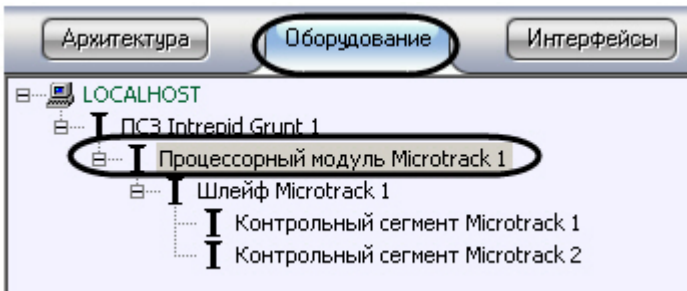 Архитектура Оборудование Интерфейсы
LOCALHOST
ПСЗ Intrepid Grunt 1
Процессорный модуль Microtrack 1
Шлейф Microtrack 1
Контрольный сегмент Microtrack 1
Контрольный сегмент Microtrack 2